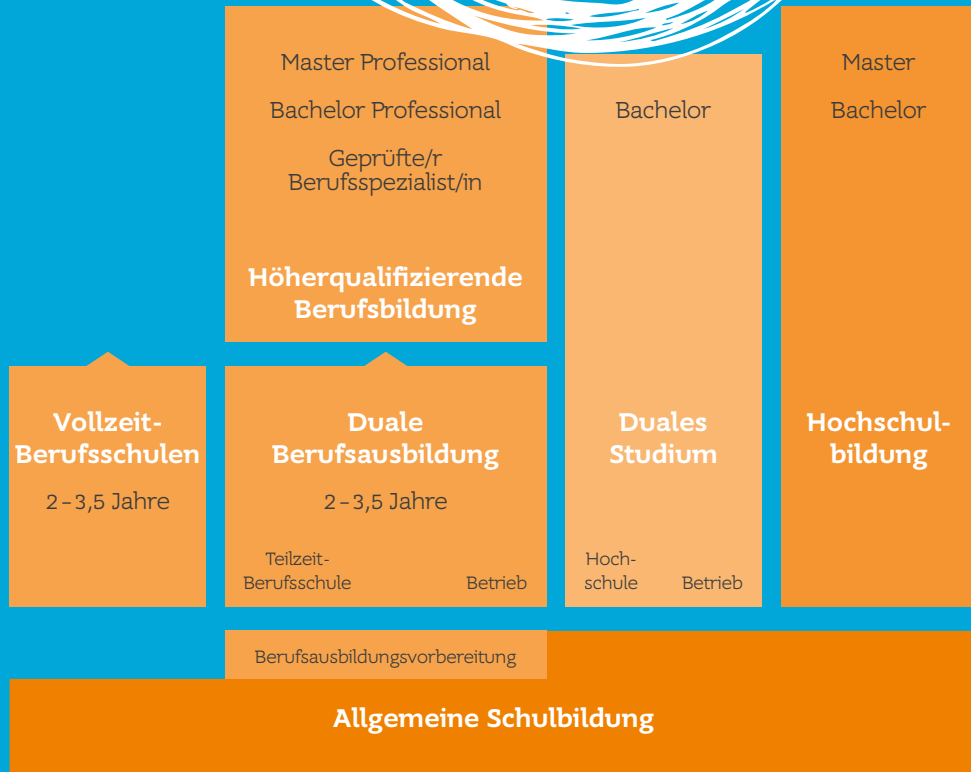 Master Professional
Bachelor Professional
Geprüfte/r
Berufsspezialist/in
Höherqualifizierende
Berufsbildung
Bachelor
Master
Bachelor
Vollzeit-
Berufsschulen
2 – 3,5 Jahre
Duale
Berufsausbildung
2 – 3,5 Jahre
Teilzeit-
Berufsschule
Betrieb
Duales
Studium
Hoch-
schule
Betrieb
Hochschul-
bildung
Berufsausbildungsvorbereitung
Allgemeine Schulbildung